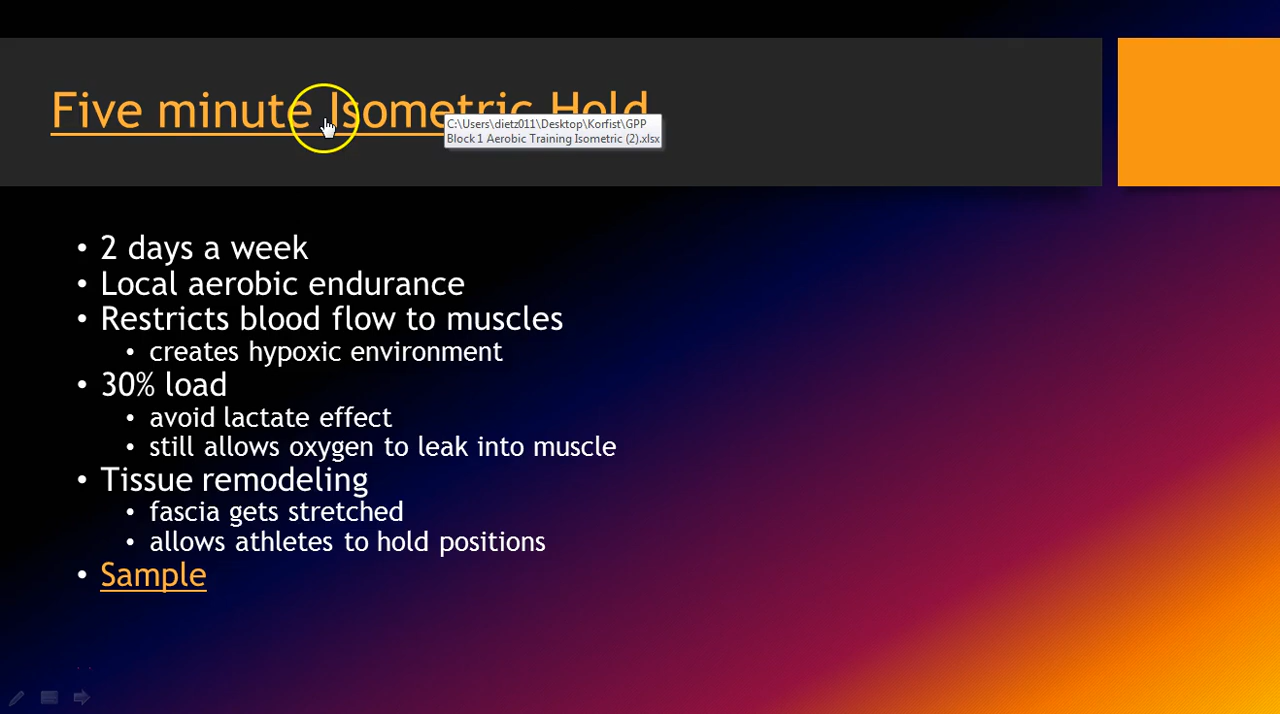 Five minute Isometric Hold
C:\Users\dietz011\Desktop\Korfist\GPP
Block 1 Aerobic Training Isometric (2).xlsx
• 2 days a week
• Local aerobic endurance
• Restricts blood flow to muscles
• creates hypoxic environment
• 30% load
• avoid lactate effect
• still allows oxygen to leak into muscle
• Tissue remodeling
• fascia gets stretched
• allows athletes to hold positions
• Sample